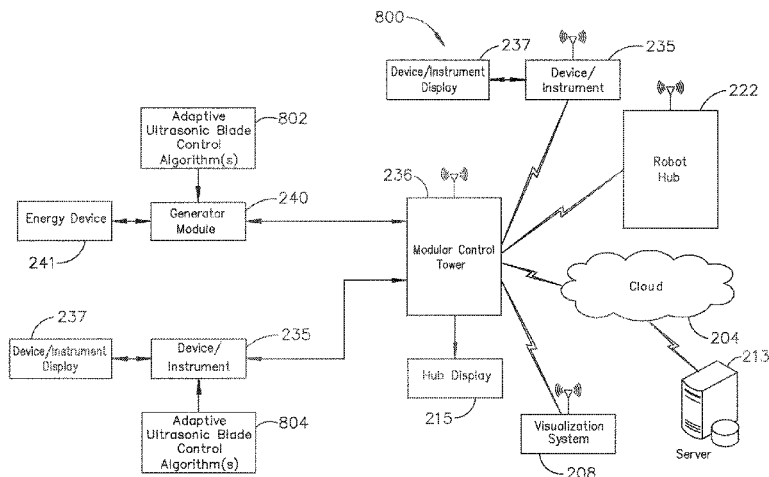 800
237
235
Device/Instrument
Display
Device/
Instrument
222
Robot
Hub
Adaptive
Ultrasonic Blade
Control
Algorithm(s)
802
236
240
Energy Device
Generator
Module
241
Modular Control
Tower
Cloud
204
237
235
Device/Instrument
Display
Device/
Instrument
213
Hub Display
215
Adaptive
Ultrasonic Blade
Control
Algorithm(s)
804
Visualization
System
208
Server